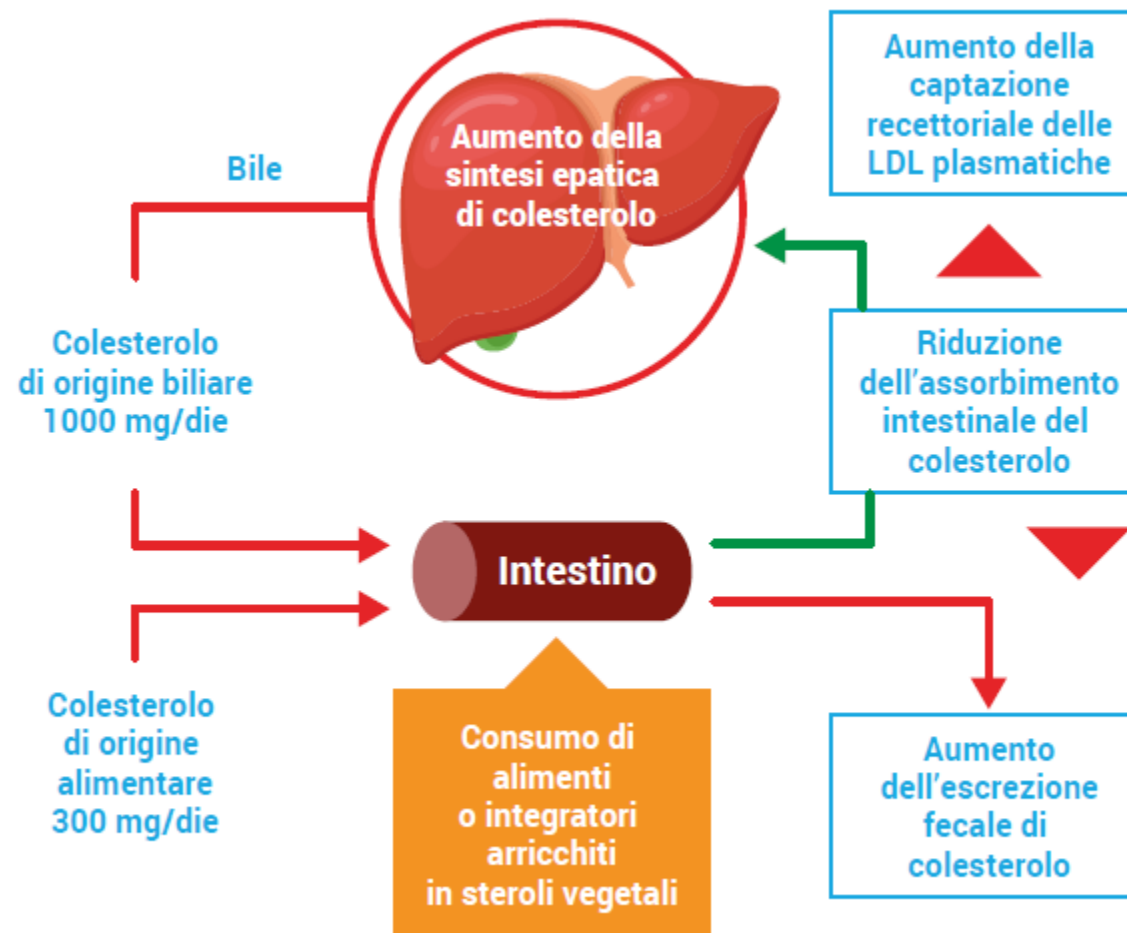 Aumento della
sintesi epatica
di colesterolo
Aumento della
captazione
recettoriale delle
LDL plasmatiche
Bile
Colesterolo
di origine biliare
1000 mg/die
Riduzione
dell'assorbimento
intestinale del
colesterolo
Intestino
Colesterolo
di origine
alimentare
300 mg/die
Consumo di
alimenti
o integratori
arricchiti
in steroli vegetali
Aumento
dell'escrezione
fecale di
colesterolo